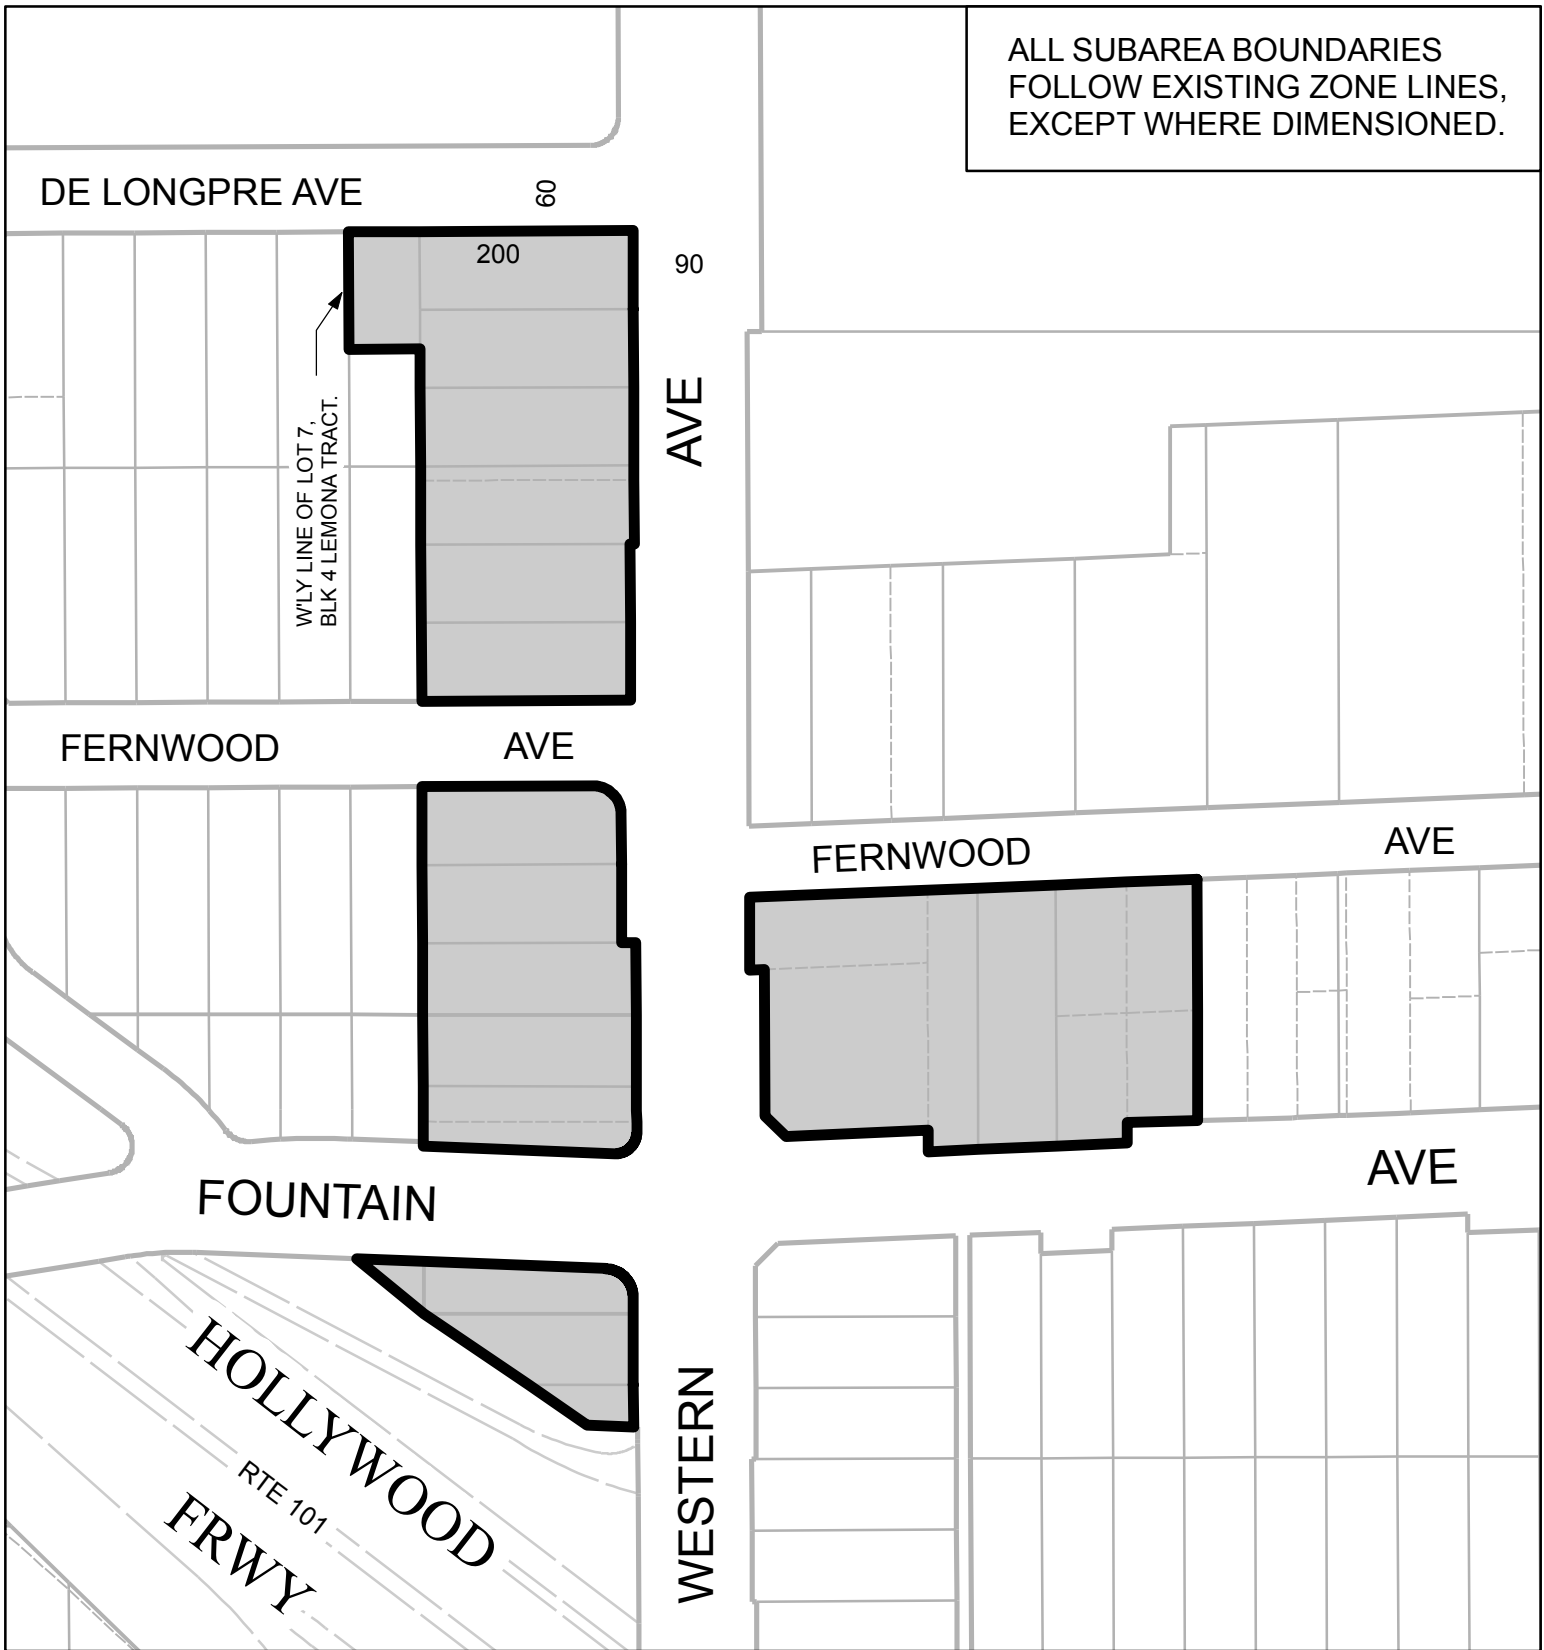 ALL SUBAREA BOUNDARIES
FOLLOW EXISTING ZONE LINES,
EXCEPT WHERE DIMENSIONED.
DE LONGPRE AVE
60
200
90
AVE
W'LY LINE OF LOT 7,
BLK 4 LEMONA TRACT.
FERNWOOD AVE
FERNWOOD AVE
FOUNTAIN AVE
HOLLYWOOD
RTE 101
FRWY
WESTERN